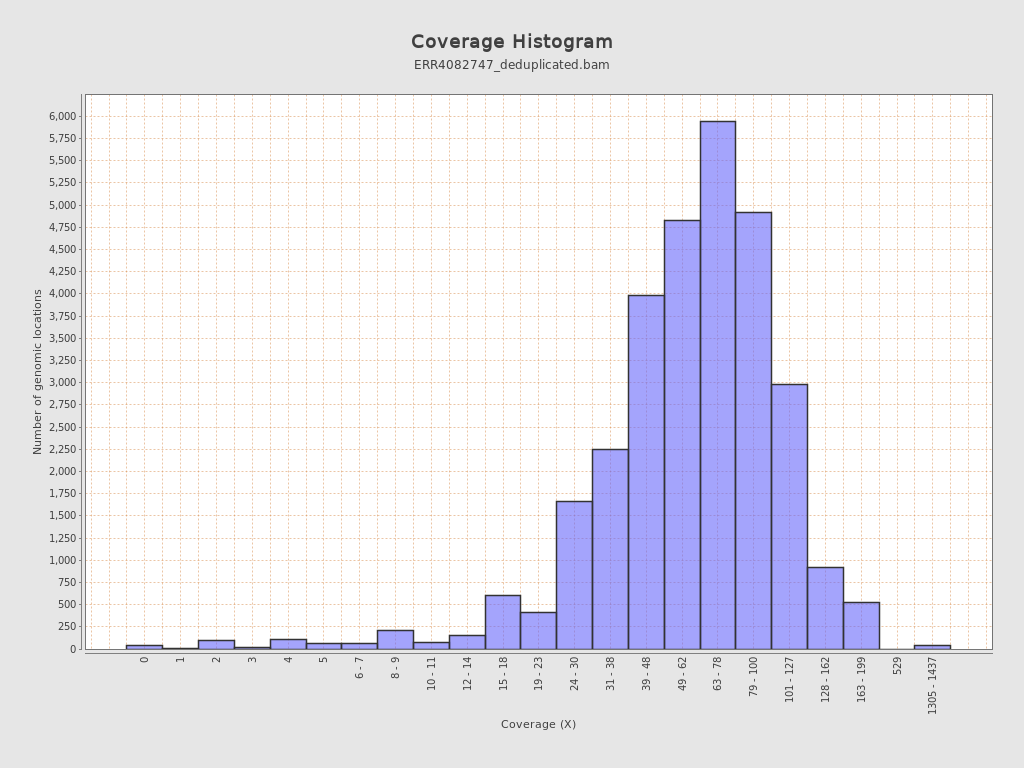 Coverage Histogram
ERR4082747_deduplicated.bam
Number of genomic locations
6,000
5,750
5,500
5,250
5,000
4,750
4,500
4,250
4,000
3,750
3,500
3,250
3,000
2,750
2,500
2,250
2,000
1,750
1,500
1,250
1,000
750
500
250
0
0
1
2
3
4
5
6 - 7
8 - 9
10 - 11
12 - 14
15 - 18
19 - 23
24 - 30
31 - 38
39 - 48
49 - 62
63 - 78
79 - 100
101 - 127
128 - 162
163 - 199
529
1305 - 1437
Coverage (X)